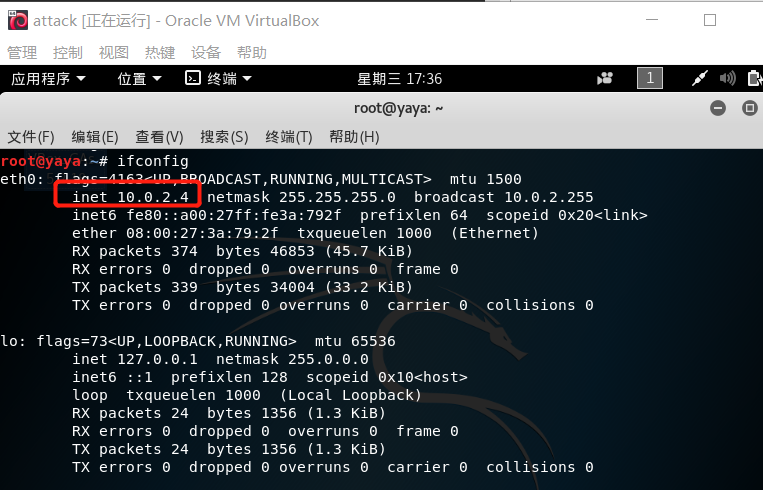 attack [正在运行] - Oracle VM VirtualBox
管理 控制 视图 热键 设备 帮助
应用程序 位置 终端 星期三 17:36 1
root@yaya: ~
文件(F) 编辑(E) 查看(V) 搜索(S) 终端(T) 帮助(H)
root@yaya:~# ifconfig
eth0: flags=4163<UP,BROADCAST,RUNNING,MULTICAST>  mtu 1500
        inet 10.0.2.4  netmask 255.255.255.0  broadcast 10.0.2.255
        inet6 fe80::a00:27ff:fe3a:792f  prefixlen 64  scopeid 0x20<link>
        ether 08:00:27:3a:79:2f  txqueuelen 1000  (Ethernet)
        RX packets 374  bytes 46853 (45.7 KiB)
        RX errors 0  dropped 0  overruns 0  frame 0
        TX packets 339  bytes 34004 (33.2 KiB)
        TX errors 0  dropped 0 overruns 0  carrier 0  collisions 0

lo: flags=73<UP,LOOPBACK,RUNNING>  mtu 65536
        inet 127.0.0.1  netmask 255.0.0.0
        inet6 ::1  prefixlen 128  scopeid 0x10<host>
        loop  txqueuelen 1000  (Local Loopback)
        RX packets 24  bytes 1356 (1.3 KiB)
        RX errors 0  dropped 0  overruns 0  frame 0
        TX packets 24  bytes 1356 (1.3 KiB)
        TX errors 0  dropped 0 overruns 0  carrier 0  collisions 0